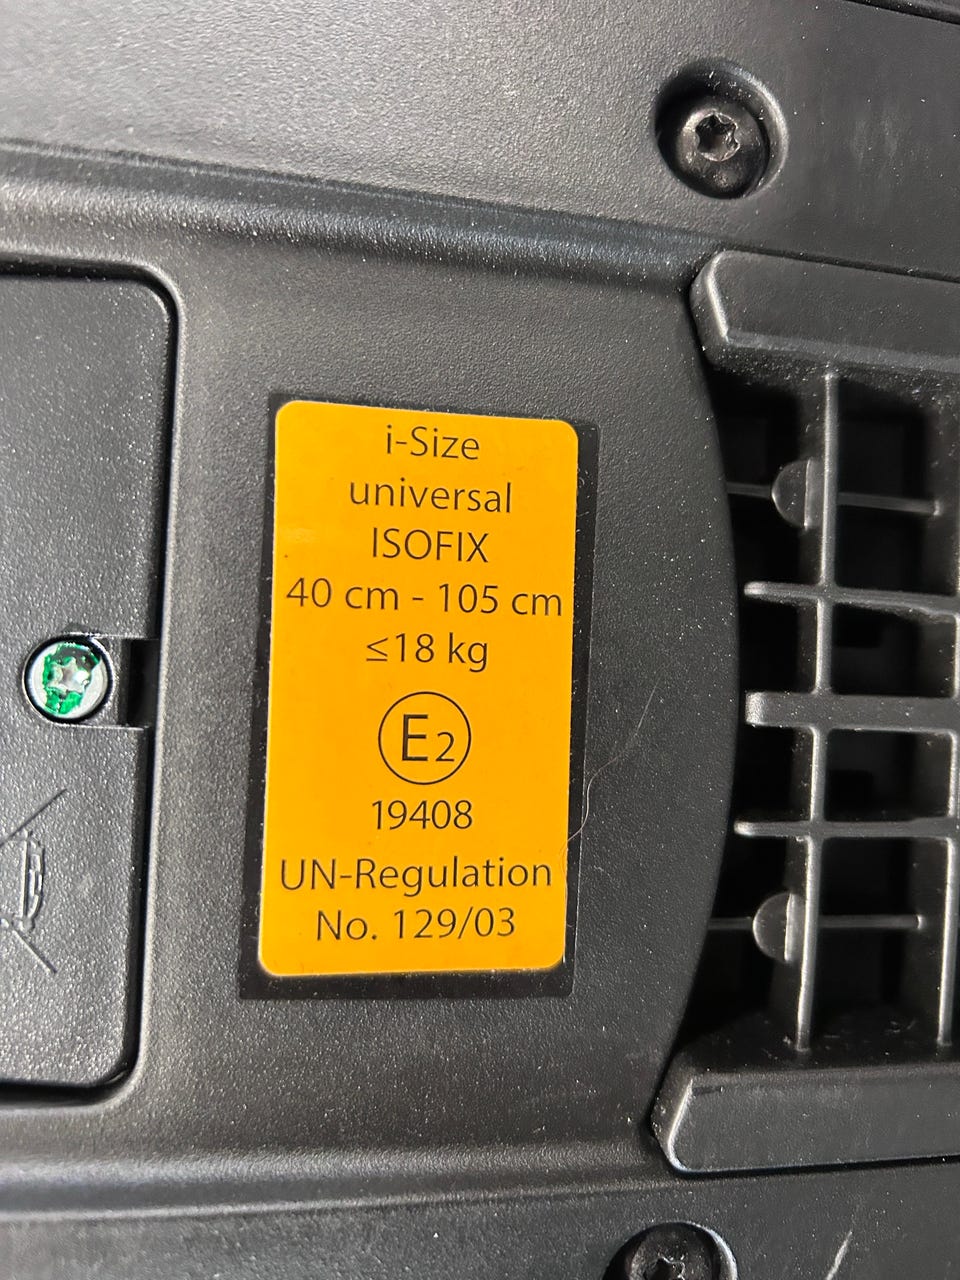 i-Size
universal
ISOFIX
40 cm - 105 cm
≤18 kg
E2
19408
UN-Regulation
No. 129/03